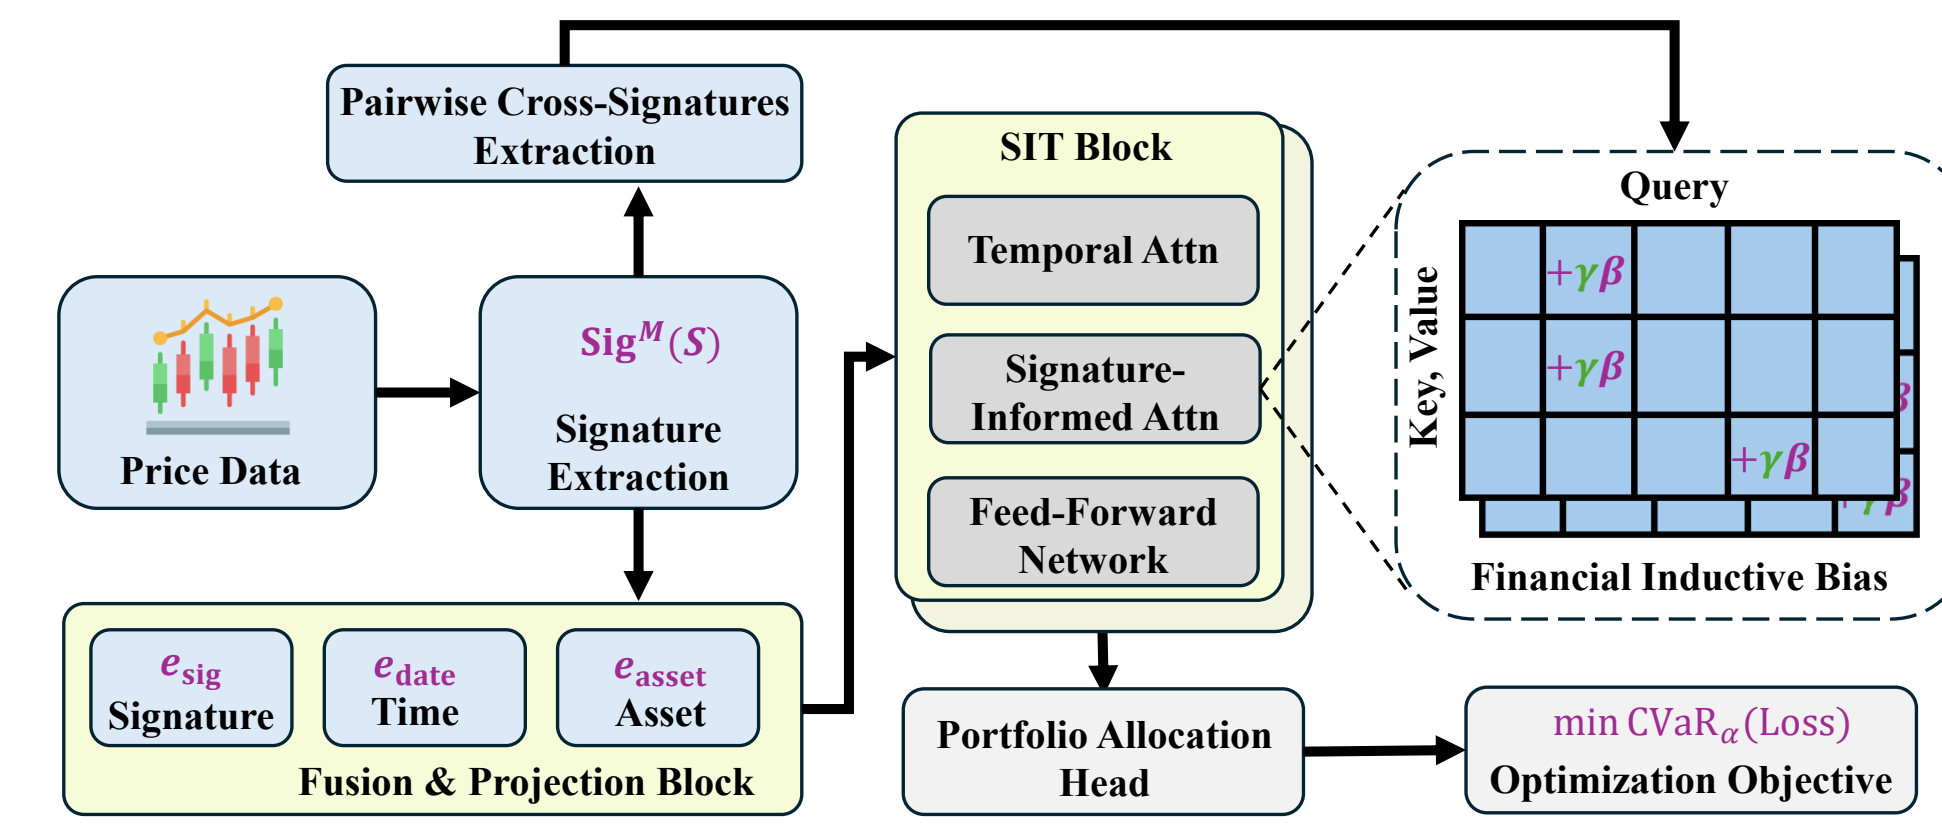 Pairwise Cross-Signatures
Extraction
Price Data
Sig^M(S)
Signature
Extraction
e_sig
Signature
e_date
Time
e_asset
Asset
Fusion & Projection Block
SIT Block
Temporal Attn
Signature-
Informed Attn
Feed-Forward
Network
Query
Key, Value
+γβ
+γβ
+γβ
β
+γβ
Financial Inductive Bias
Portfolio Allocation
Head
min CVaR_α(Loss)
Optimization Objective